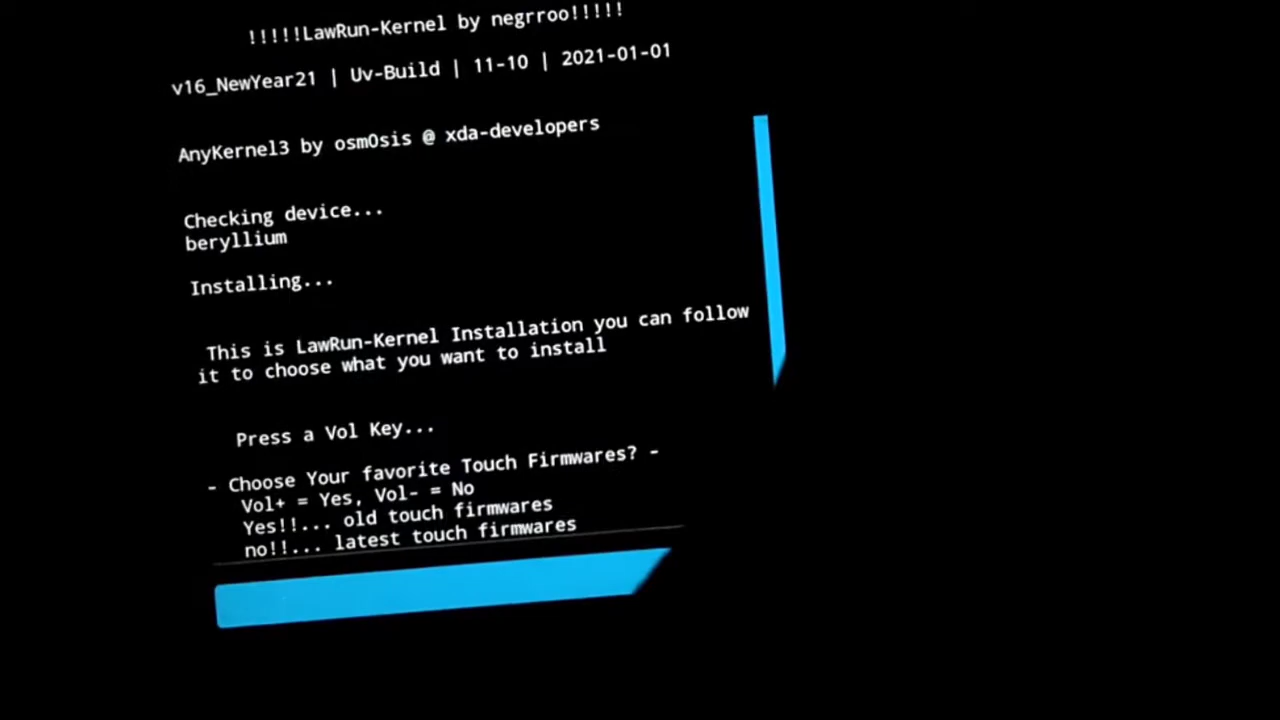 !!!!!LawRun-Kernel by negrroo!!!!!
v16_NewYear21 | Uv-Build | 11-10 | 2021-01-01
AnyKernel3 by osm0sis @ xda-developers
Checking device...
beryllium
Installing...
This is LawRun-Kernel Installation you can follow
it to choose what you want to install
Press a Vol Key...
- Choose Your favorite Touch Firmwares? -
Vol+ = Yes, Vol- = No
Yes!!... old touch firmwares
no!!... latest touch firmwares